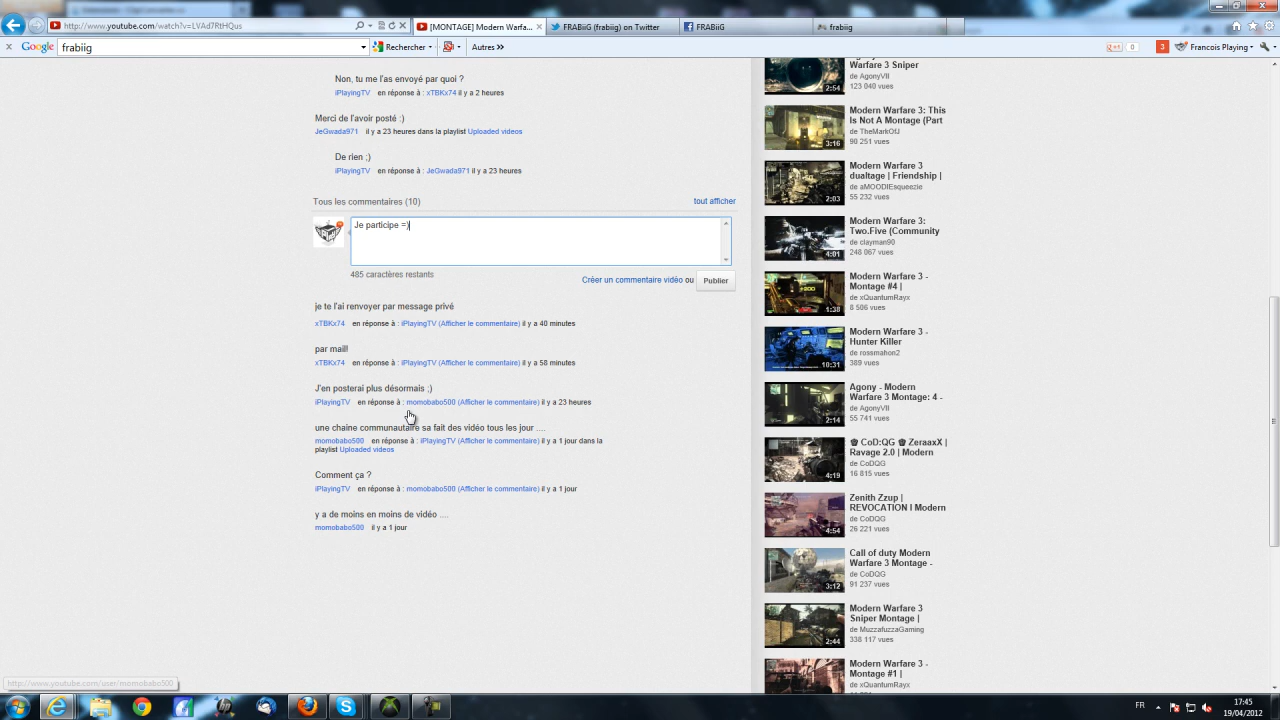 http://www.youtube.com/watch?v=LVAd7RtHQus
[MONTAGE] Modern Warfa...
FRABiiG (frabiig) on Twitter
FRABiiG
frabiig
Google
frabiig
Rechercher
Autres »
+1 0
3
Francois Playing
Non, tu me l'as envoyé par quoi ?
iPlayingTV en réponse à : xTBKx74 il y a 2 heures
Merci de l'avoir posté :)
JeGwada971 il y a 23 heures dans la playlist Uploaded videos
De rien ;)
iPlayingTV en réponse à : JeGwada971 il y a 23 heures
Tous les commentaires (10)
tout afficher
Je participe =)
485 caractères restants
Créer un commentaire vidéo ou
Publier
je te l'ai renvoyer par message privé
xTBKx74 en réponse à : iPlayingTV (Afficher le commentaire) il y a 40 minutes
par mail!
xTBKx74 en réponse à : iPlayingTV (Afficher le commentaire) il y a 58 minutes
J'en posterai plus désormais ;)
iPlayingTV en réponse à : momobabo500 (Afficher le commentaire) il y a 23 heures
une chaine communautaire sa fait des vidéo tous les jour ....
momobabo500 en réponse à : iPlayingTV (Afficher le commentaire) il y a 1 jour dans la
playlist Uploaded videos
Comment ça ?
iPlayingTV en réponse à : momobabo500 (Afficher le commentaire) il y a 1 jour
y a de moins en moins de vidéo ....
momobabo500 il y a 1 jour
Warfare 3 Sniper
de AgonyVII
123 040 vues
2:54
Modern Warfare 3: This
Is Not A Montage (Part
de TheMarkOfJ
90 251 vues
3:16
Modern Warfare 3
dualtage | Friendship |
de aMOODIEsqueezie
55 232 vues
2:03
Modern Warfare 3:
Two.Five (Community
de clayman90
248 067 vues
4:01
Modern Warfare 3 -
Montage #4 |
de xQuantumRayx
8 506 vues
+200
1:38
Modern Warfare 3 -
Hunter Killer
de rossmahon2
389 vues
10:31
Agony - Modern
Warfare 3 Montage: 4 -
de AgonyVII
55 741 vues
2:14
♚ CoD:QG ♚ ZeraaxX |
Ravage 2.0 | Modern
de CoDQG
16 815 vues
4:19
Zenith Zzup |
REVOCATION I Modern
de CoDQG
26 221 vues
4:54
Call of duty Modern
Warfare 3 Montage -
de CoDQG
91 237 vues
3:12
Modern Warfare 3
Sniper Montage |
de MuzzafuzzaGaming
338 117 vues
2:44
Modern Warfare 3 -
Montage #1 |
de xQuantumRayx
http://www.youtube.com/user/momobabo500
FR
17:45
19/04/2012